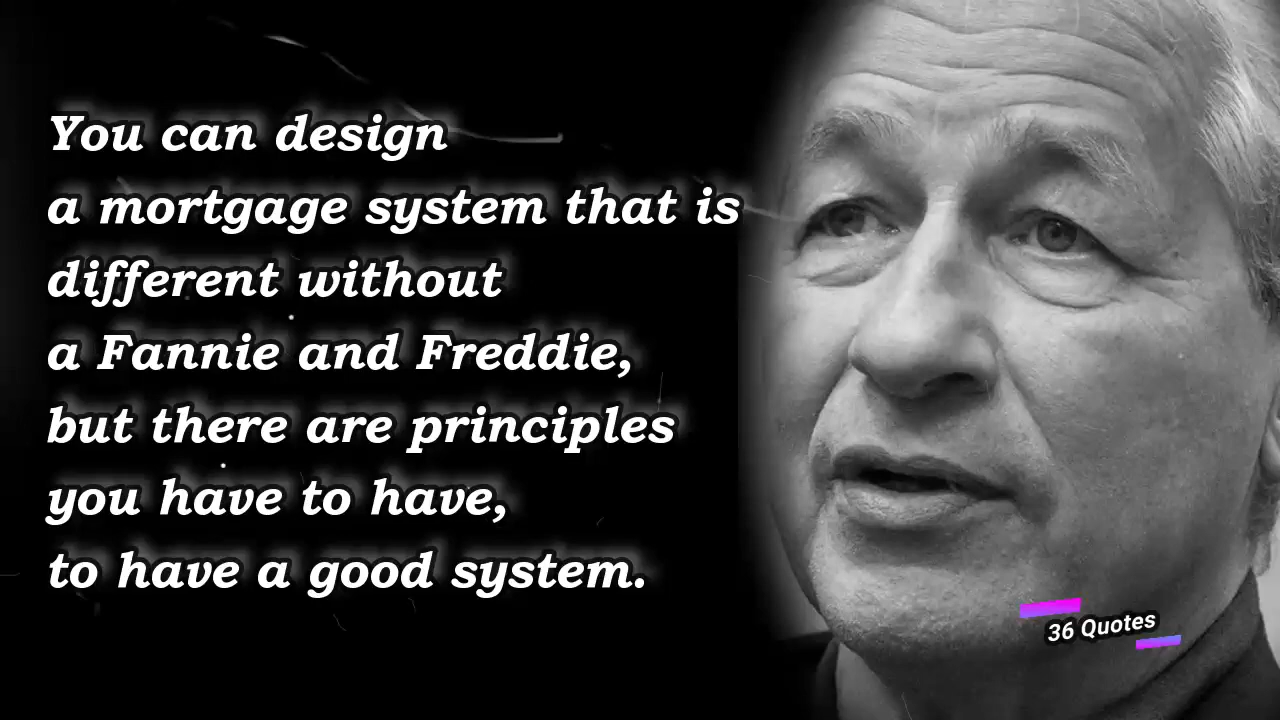 You can design
a mortgage system that is
different without
a Fannie and Freddie,
but there are principles
you have to have,
to have a good system.
36 Quotes